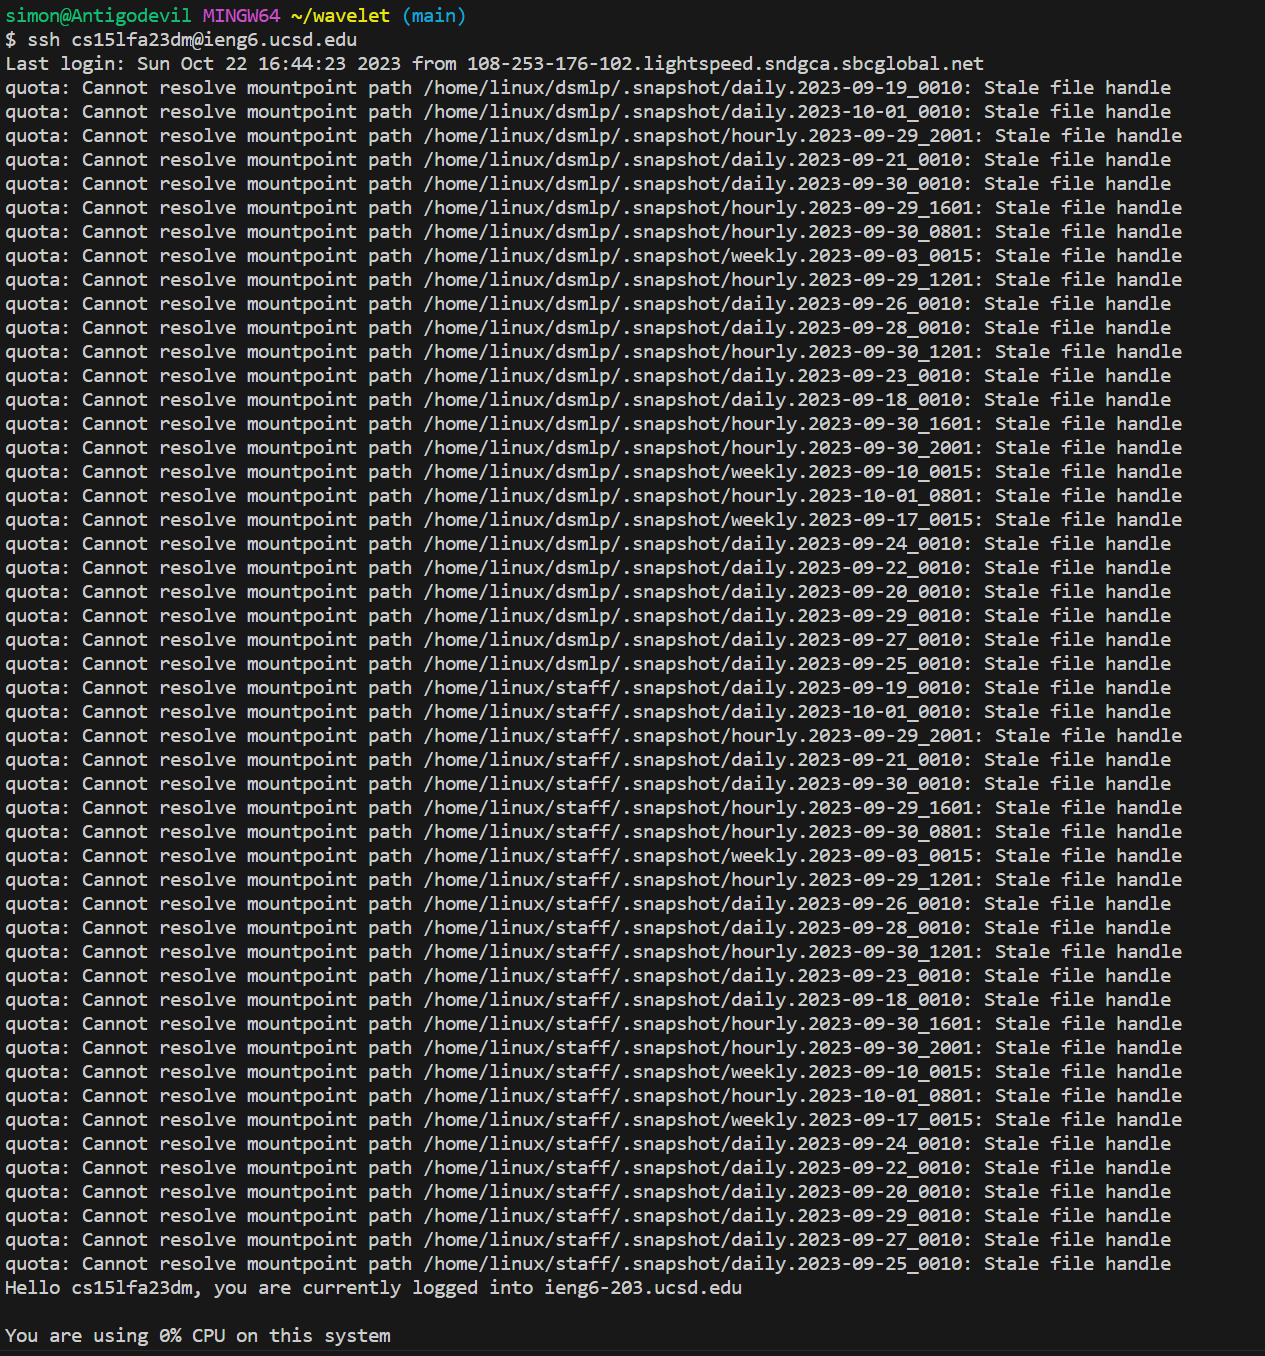 simon@Antigodevil MINGW64 ~/wavelet (main)
$ ssh cs15lfa23dm@ieng6.ucsd.edu
Last login: Sun Oct 22 16:44:23 2023 from 108-253-176-102.lightspeed.sndgca.sbcglobal.net
quota: Cannot resolve mountpoint path /home/linux/dsmlp/.snapshot/daily.2023-09-19_0010: Stale file handle
quota: Cannot resolve mountpoint path /home/linux/dsmlp/.snapshot/daily.2023-10-01_0010: Stale file handle
quota: Cannot resolve mountpoint path /home/linux/dsmlp/.snapshot/hourly.2023-09-29_2001: Stale file handle
quota: Cannot resolve mountpoint path /home/linux/dsmlp/.snapshot/daily.2023-09-21_0010: Stale file handle
quota: Cannot resolve mountpoint path /home/linux/dsmlp/.snapshot/daily.2023-09-30_0010: Stale file handle
quota: Cannot resolve mountpoint path /home/linux/dsmlp/.snapshot/hourly.2023-09-29_1601: Stale file handle
quota: Cannot resolve mountpoint path /home/linux/dsmlp/.snapshot/hourly.2023-09-30_0801: Stale file handle
quota: Cannot resolve mountpoint path /home/linux/dsmlp/.snapshot/weekly.2023-09-03_0015: Stale file handle
quota: Cannot resolve mountpoint path /home/linux/dsmlp/.snapshot/hourly.2023-09-29_1201: Stale file handle
quota: Cannot resolve mountpoint path /home/linux/dsmlp/.snapshot/daily.2023-09-26_0010: Stale file handle
quota: Cannot resolve mountpoint path /home/linux/dsmlp/.snapshot/daily.2023-09-28_0010: Stale file handle
quota: Cannot resolve mountpoint path /home/linux/dsmlp/.snapshot/hourly.2023-09-30_1201: Stale file handle
quota: Cannot resolve mountpoint path /home/linux/dsmlp/.snapshot/daily.2023-09-23_0010: Stale file handle
quota: Cannot resolve mountpoint path /home/linux/dsmlp/.snapshot/daily.2023-09-18_0010: Stale file handle
quota: Cannot resolve mountpoint path /home/linux/dsmlp/.snapshot/hourly.2023-09-30_1601: Stale file handle
quota: Cannot resolve mountpoint path /home/linux/dsmlp/.snapshot/hourly.2023-09-30_2001: Stale file handle
quota: Cannot resolve mountpoint path /home/linux/dsmlp/.snapshot/weekly.2023-09-10_0015: Stale file handle
quota: Cannot resolve mountpoint path /home/linux/dsmlp/.snapshot/hourly.2023-10-01_0801: Stale file handle
quota: Cannot resolve mountpoint path /home/linux/dsmlp/.snapshot/weekly.2023-09-17_0015: Stale file handle
quota: Cannot resolve mountpoint path /home/linux/dsmlp/.snapshot/daily.2023-09-24_0010: Stale file handle
quota: Cannot resolve mountpoint path /home/linux/dsmlp/.snapshot/daily.2023-09-22_0010: Stale file handle
quota: Cannot resolve mountpoint path /home/linux/dsmlp/.snapshot/daily.2023-09-20_0010: Stale file handle
quota: Cannot resolve mountpoint path /home/linux/dsmlp/.snapshot/daily.2023-09-29_0010: Stale file handle
quota: Cannot resolve mountpoint path /home/linux/dsmlp/.snapshot/daily.2023-09-27_0010: Stale file handle
quota: Cannot resolve mountpoint path /home/linux/dsmlp/.snapshot/daily.2023-09-25_0010: Stale file handle
quota: Cannot resolve mountpoint path /home/linux/staff/.snapshot/daily.2023-09-19_0010: Stale file handle
quota: Cannot resolve mountpoint path /home/linux/staff/.snapshot/daily.2023-10-01_0010: Stale file handle
quota: Cannot resolve mountpoint path /home/linux/staff/.snapshot/hourly.2023-09-29_2001: Stale file handle
quota: Cannot resolve mountpoint path /home/linux/staff/.snapshot/daily.2023-09-21_0010: Stale file handle
quota: Cannot resolve mountpoint path /home/linux/staff/.snapshot/daily.2023-09-30_0010: Stale file handle
quota: Cannot resolve mountpoint path /home/linux/staff/.snapshot/hourly.2023-09-29_1601: Stale file handle
quota: Cannot resolve mountpoint path /home/linux/staff/.snapshot/hourly.2023-09-30_0801: Stale file handle
quota: Cannot resolve mountpoint path /home/linux/staff/.snapshot/weekly.2023-09-03_0015: Stale file handle
quota: Cannot resolve mountpoint path /home/linux/staff/.snapshot/hourly.2023-09-29_1201: Stale file handle
quota: Cannot resolve mountpoint path /home/linux/staff/.snapshot/daily.2023-09-26_0010: Stale file handle
quota: Cannot resolve mountpoint path /home/linux/staff/.snapshot/daily.2023-09-28_0010: Stale file handle
quota: Cannot resolve mountpoint path /home/linux/staff/.snapshot/hourly.2023-09-30_1201: Stale file handle
quota: Cannot resolve mountpoint path /home/linux/staff/.snapshot/daily.2023-09-23_0010: Stale file handle
quota: Cannot resolve mountpoint path /home/linux/staff/.snapshot/daily.2023-09-18_0010: Stale file handle
quota: Cannot resolve mountpoint path /home/linux/staff/.snapshot/hourly.2023-09-30_1601: Stale file handle
quota: Cannot resolve mountpoint path /home/linux/staff/.snapshot/hourly.2023-09-30_2001: Stale file handle
quota: Cannot resolve mountpoint path /home/linux/staff/.snapshot/weekly.2023-09-10_0015: Stale file handle
quota: Cannot resolve mountpoint path /home/linux/staff/.snapshot/hourly.2023-10-01_0801: Stale file handle
quota: Cannot resolve mountpoint path /home/linux/staff/.snapshot/weekly.2023-09-17_0015: Stale file handle
quota: Cannot resolve mountpoint path /home/linux/staff/.snapshot/daily.2023-09-24_0010: Stale file handle
quota: Cannot resolve mountpoint path /home/linux/staff/.snapshot/daily.2023-09-22_0010: Stale file handle
quota: Cannot resolve mountpoint path /home/linux/staff/.snapshot/daily.2023-09-20_0010: Stale file handle
quota: Cannot resolve mountpoint path /home/linux/staff/.snapshot/daily.2023-09-29_0010: Stale file handle
quota: Cannot resolve mountpoint path /home/linux/staff/.snapshot/daily.2023-09-27_0010: Stale file handle
quota: Cannot resolve mountpoint path /home/linux/staff/.snapshot/daily.2023-09-25_0010: Stale file handle
Hello cs15lfa23dm, you are currently logged into ieng6-203.ucsd.edu
You are using 0% CPU on this system